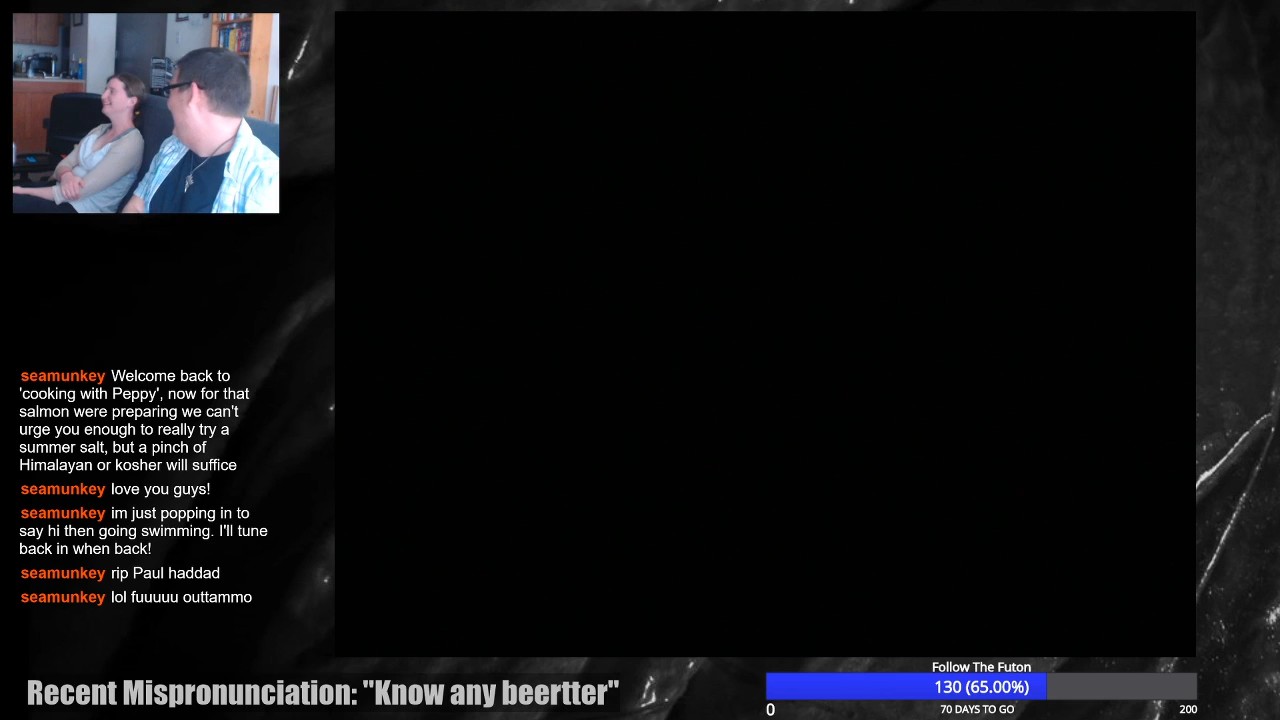 seamunkey Welcome back to
'cooking with Peppy', now for that
salmon were preparing we can't
urge you enough to really try a
summer salt, but a pinch of
Himalayan or kosher will suffice
seamunkey love you guys!
seamunkey im just popping in to
say hi then going swimming. I'll tune
back in when back!
seamunkey rip Paul haddad
seamunkey lol fuuuuu outtammo
Recent Mispronunciation: "Know any beertter"
Follow The Futon
130 (65.00%)
0
70 DAYS TO GO
200